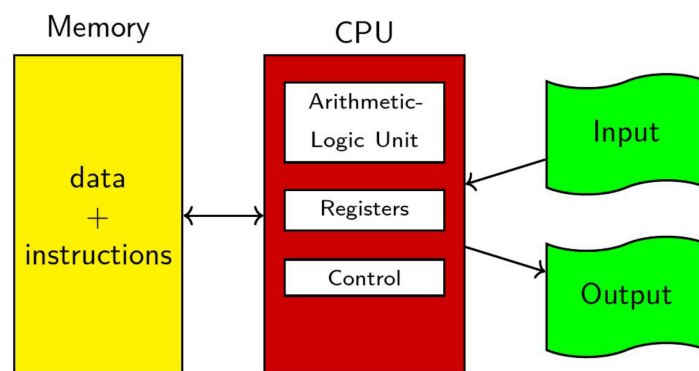 Memory
data
+
instructions
CPU
Arithmetic-
Logic Unit
Registers
Control
Input
Output